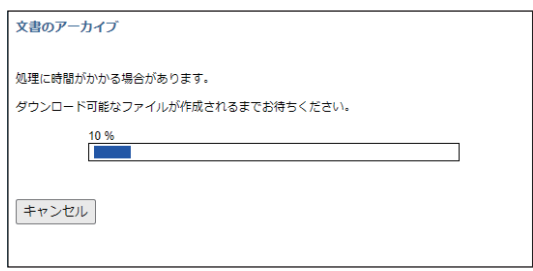 文書のアーカイブ
処理に時間がかかる場合があります。
ダウンロード可能なファイルが作成されるまでお待ちください。
10 %
キャンセル